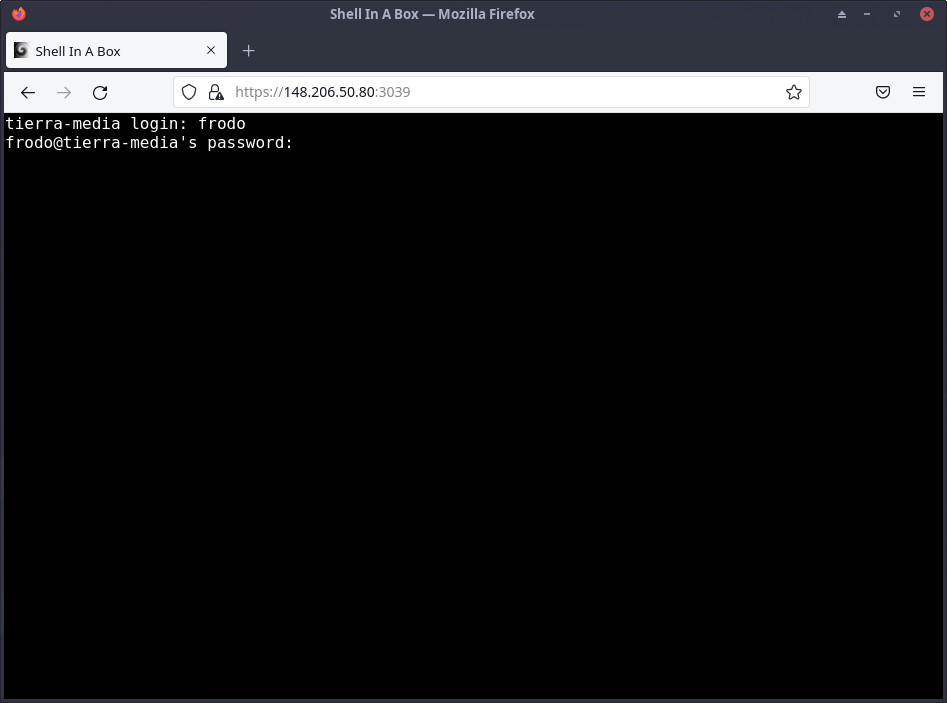 Shell In A Box — Mozilla Firefox
Shell In A Box
https://148.206.50.80:3039
tierra-media login: frodo
frodo@tierra-media's password: